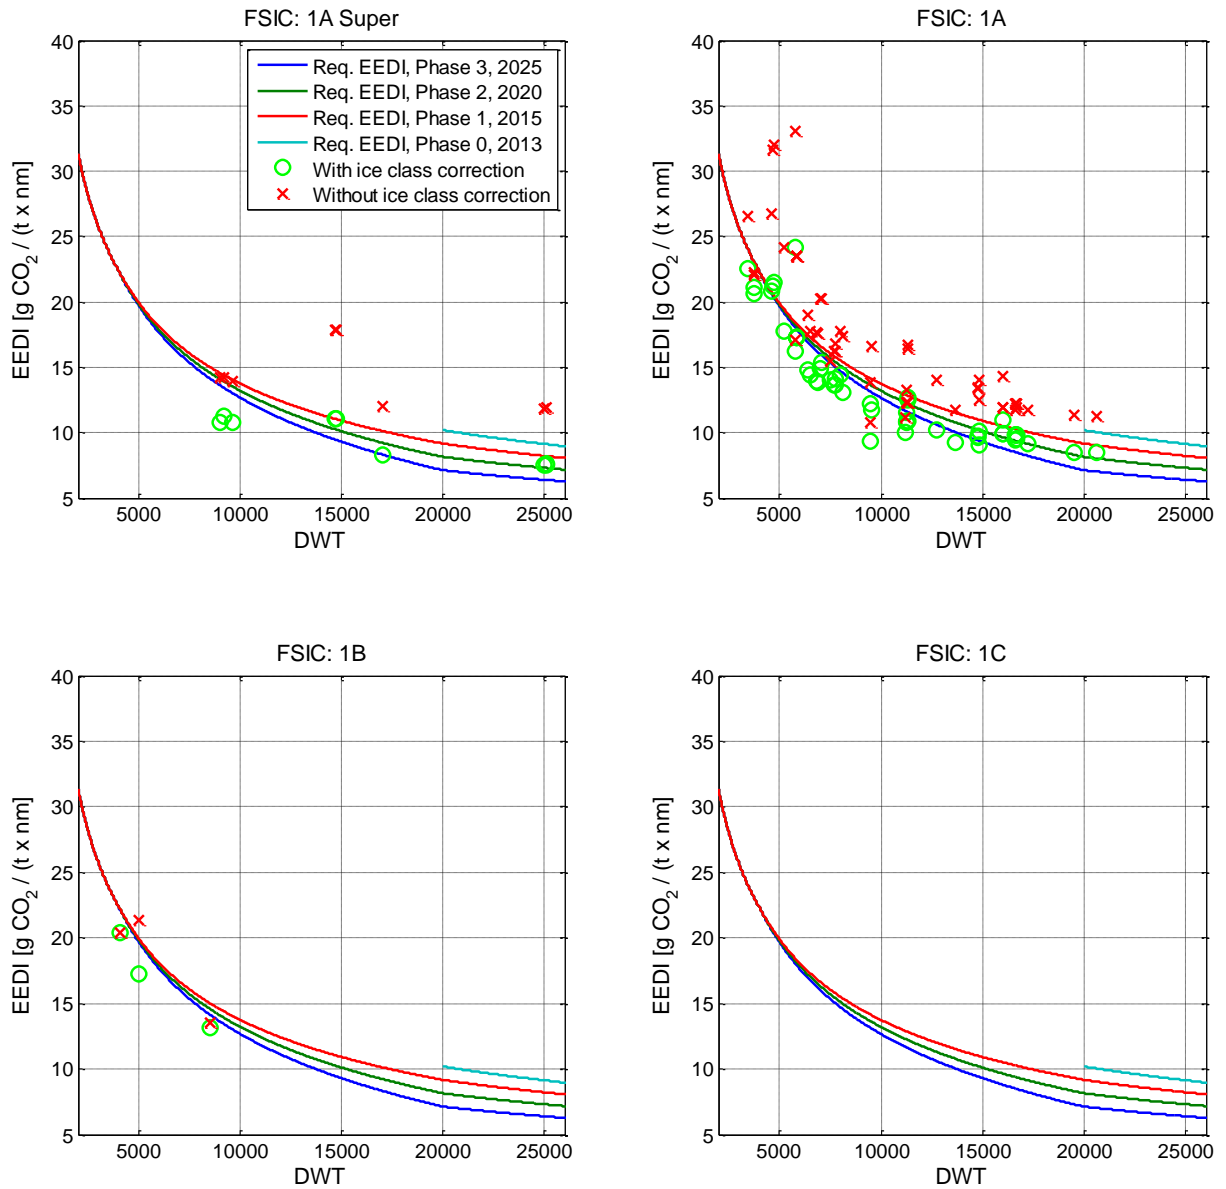 FSIC: 1A Super
40
35
30
25
20
15
10
5
EEDI [g CO2 / (t x nm]
Req. EEDI, Phase 3, 2025
Req. EEDI, Phase 2, 2020
Req. EEDI, Phase 1, 2015
Req. EEDI, Phase 0, 2013
With ice class correction
Without ice class correction
5000 10000 15000 20000 25000
DWT
FSIC: 1A
40
35
30
25
20
15
10
5
EEDI [g CO2 / (t x nm]
5000 10000 15000 20000 25000
DWT
FSIC: 1B
40
35
30
25
20
15
10
5
EEDI [g CO2 / (t x nm]
5000 10000 15000 20000 25000
DWT
FSIC: 1C
40
35
30
25
20
15
10
5
EEDI [g CO2 / (t x nm]
5000 10000 15000 20000 25000
DWT